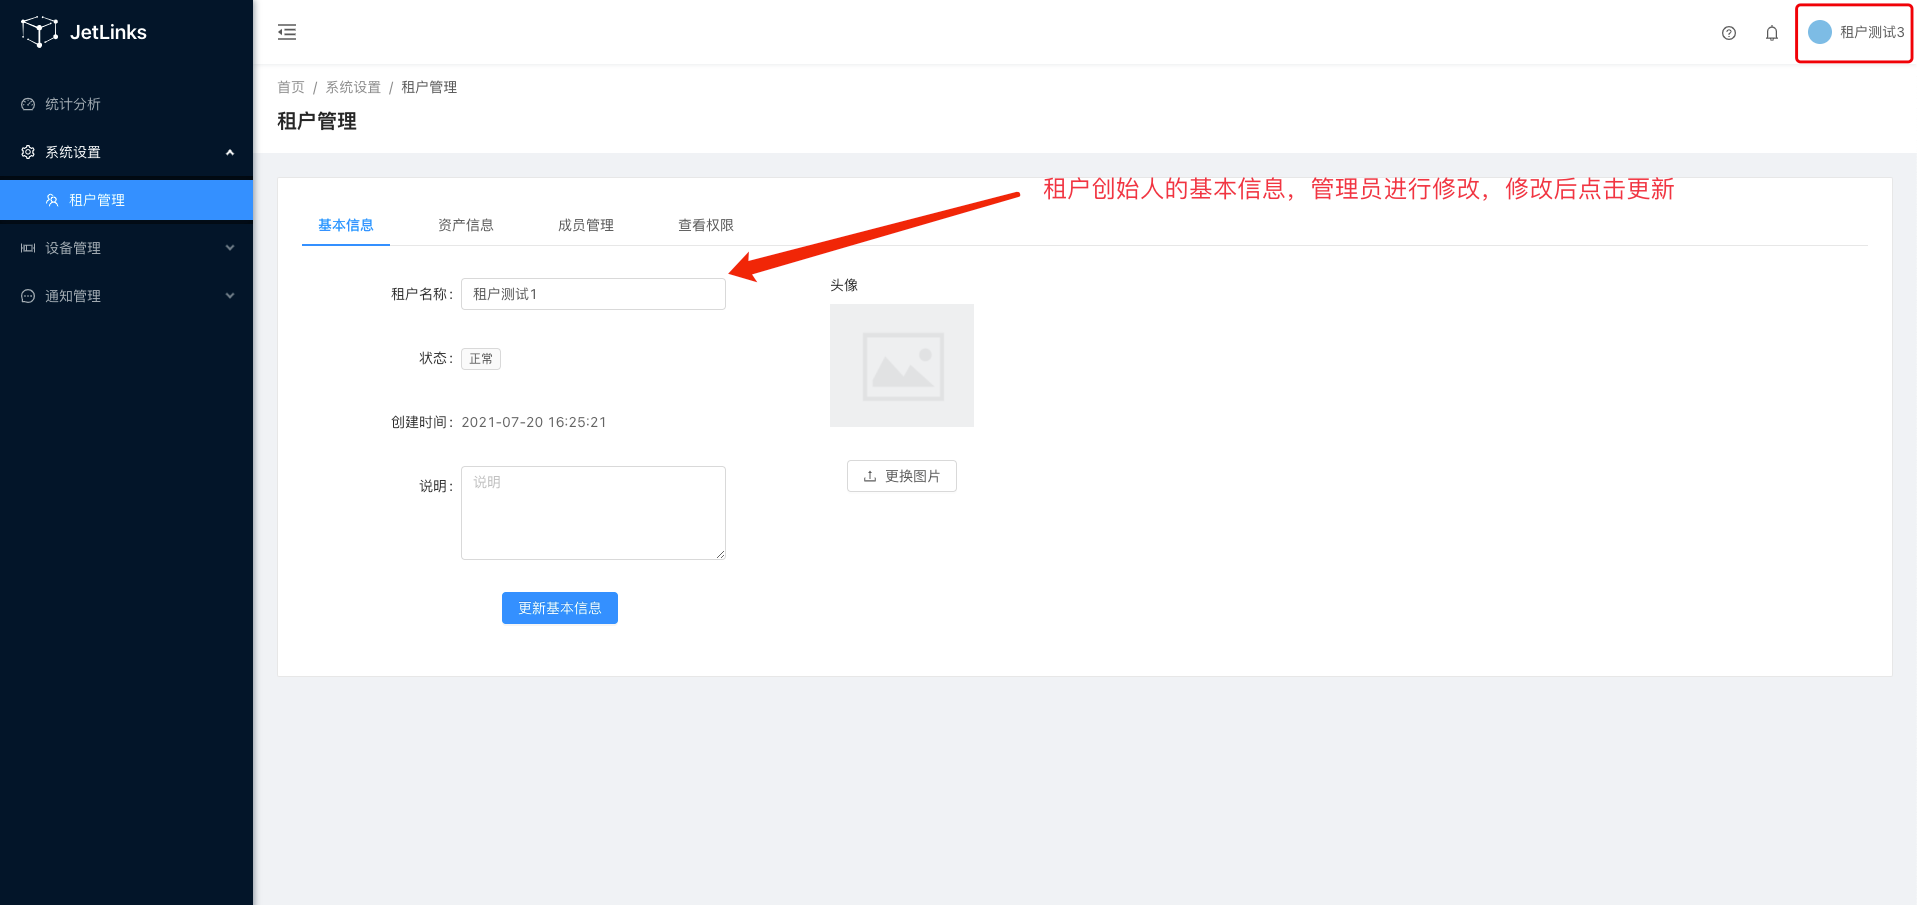 JetLinks
租户测试3
统计分析
系统设置
租户管理
设备管理
通知管理
首页 / 系统设置 / 租户管理
租户管理
租户创始人的基本信息，管理员进行修改，修改后点击更新
基本信息 资产信息 成员管理 查看权限
租户名称: 租户测试1
状态: 正常
创建时间: 2021-07-20 16:25:21
说明: 说明
更新基本信息
头像
更换图片